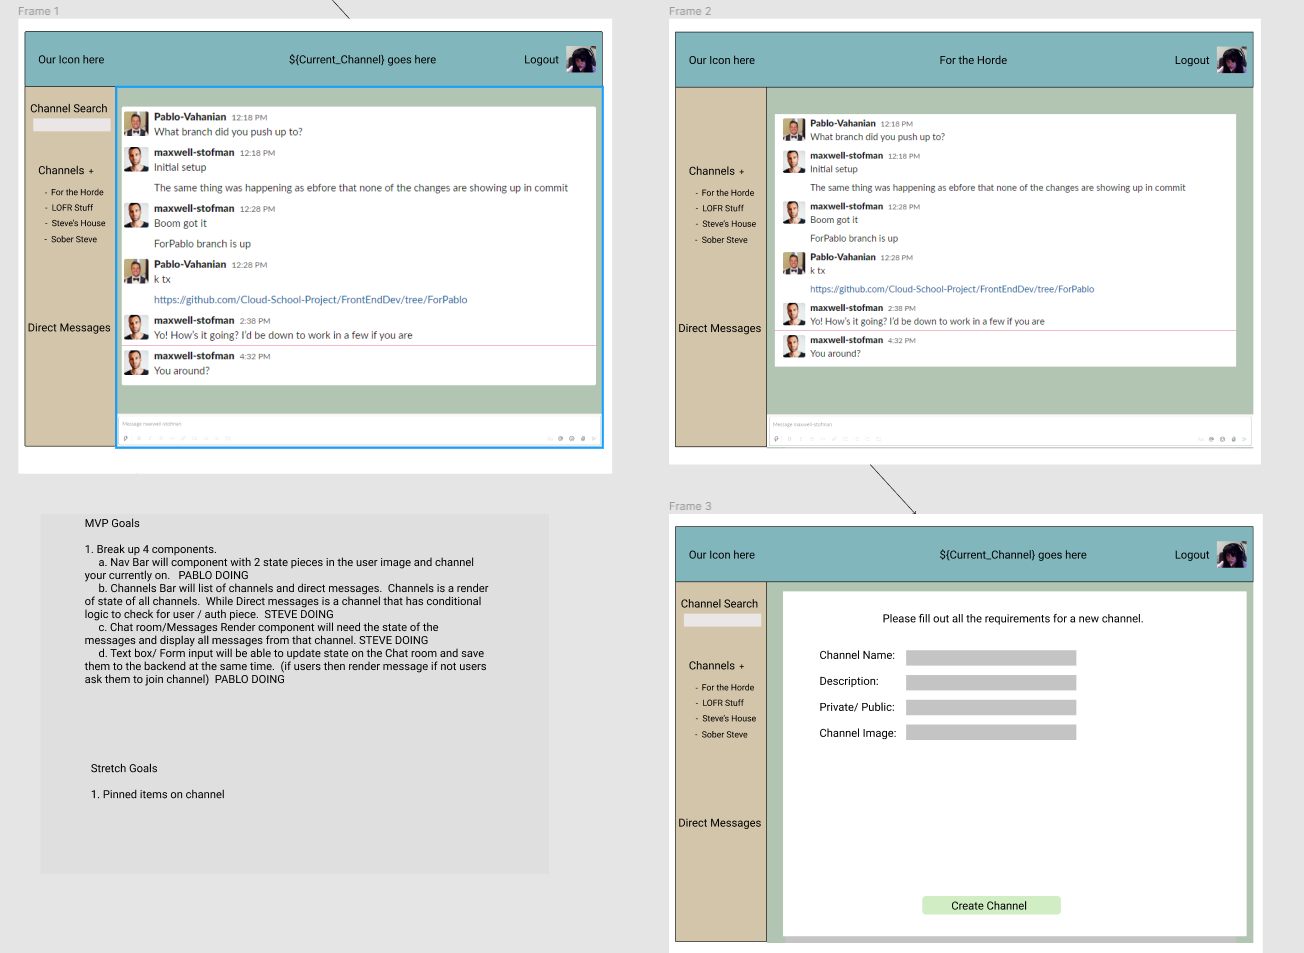 Frame 1
Our Icon here
${Current_Channel} goes here
Logout
Channel Search
Channels +
- For the Horde
- LOFR Stuff
- Steve's House
- Sober Steve
Direct Messages
Pablo-Vahanian 12:18 PM
What branch did you push up to?
maxwell-stofman 12:18 PM
Initial setup
The same thing was happening as ebfore that none of the changes are showing up in commit
maxwell-stofman 12:28 PM
Boom got it
ForPablo branch is up
Pablo-Vahanian 12:28 PM
k tx
https://github.com/Cloud-School-Project/FrontEndDev/tree/ForPablo
maxwell-stofman 2:38 PM
Yo! How's it going? I'd be down to work in a few if you are
maxwell-stofman 4:32 PM
You around?
Message maxwell-stofman
Frame 2
Our Icon here
For the Horde
Logout
Channels +
- For the Horde
- LOFR Stuff
- Steve's House
- Sober Steve
Direct Messages
Pablo-Vahanian 12:18 PM
What branch did you push up to?
maxwell-stofman 12:18 PM
Initial setup
The same thing was happening as ebfore that none of the changes are showing up in commit
maxwell-stofman 12:28 PM
Boom got it
ForPablo branch is up
Pablo-Vahanian 12:28 PM
k tx
https://github.com/Cloud-School-Project/FrontEndDev/tree/ForPablo
maxwell-stofman 2:38 PM
Yo! How's it going? I'd be down to work in a few if you are
maxwell-stofman 4:32 PM
You around?
Message maxwell-stofman
MVP Goals
1. Break up 4 components.
a. Nav Bar will component with 2 state pieces in the user image and channel
your currently on. PABLO DOING
b. Channels Bar will list of channels and direct messages. Channels is a render
of state of all channels. While Direct messages is a channel that has conditional
logic to check for user / auth piece. STEVE DOING
c. Chat room/Messages Render component will need the state of the
messages and display all messages from that channel. STEVE DOING
d. Text box/ Form input will be able to update state on the Chat room and save
them to the backend at the same time. (if users then render message if not users
ask them to join channel) PABLO DOING
Stretch Goals
1. Pinned items on channel
Frame 3
Our Icon here
${Current_Channel} goes here
Logout
Channel Search
Channels +
- For the Horde
- LOFR Stuff
- Steve's House
- Sober Steve
Direct Messages
Please fill out all the requirements for a new channel.
Channel Name:
Description:
Private/ Public:
Channel Image:
Create Channel